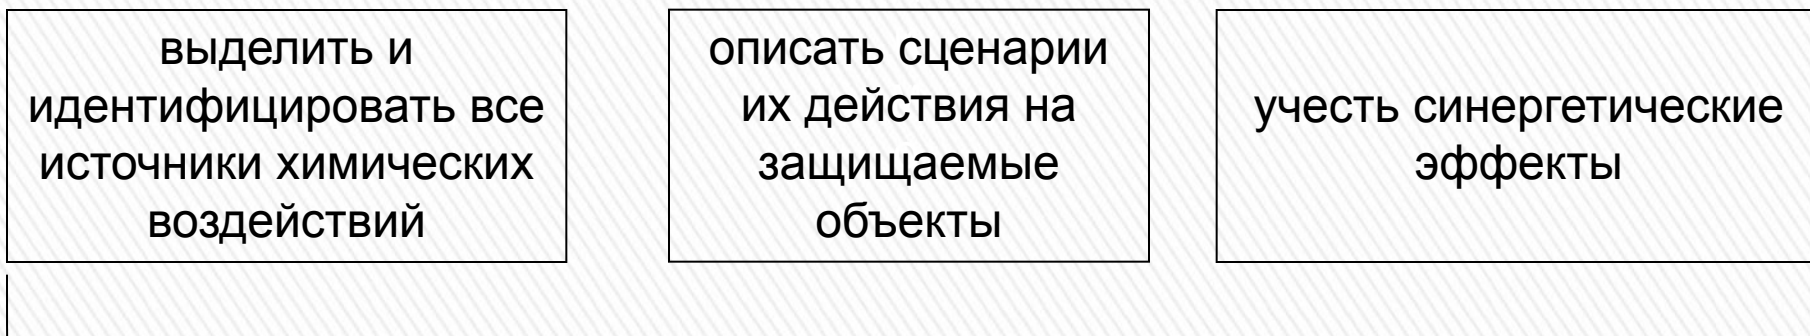 выделить и
идентифицировать все
источники химических
воздействий
описать сценарии
их действия на
защищаемые
объекты
учесть синергетические
эффекты